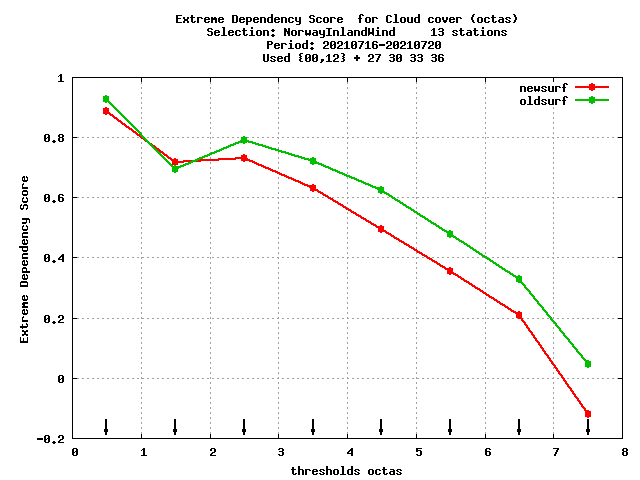 Extreme Dependency Score  for Cloud cover (octas)
Selection: NorwayInlandWind     13 stations
Period: 20210716-20210720
Used {00,12} + 27 30 33 36
newsurf
oldsurf
1
0.8
0.6
0.4
0.2
0
-0.2
Extreme Dependency Score
0 1 2 3 4 5 6 7 8
thresholds octas